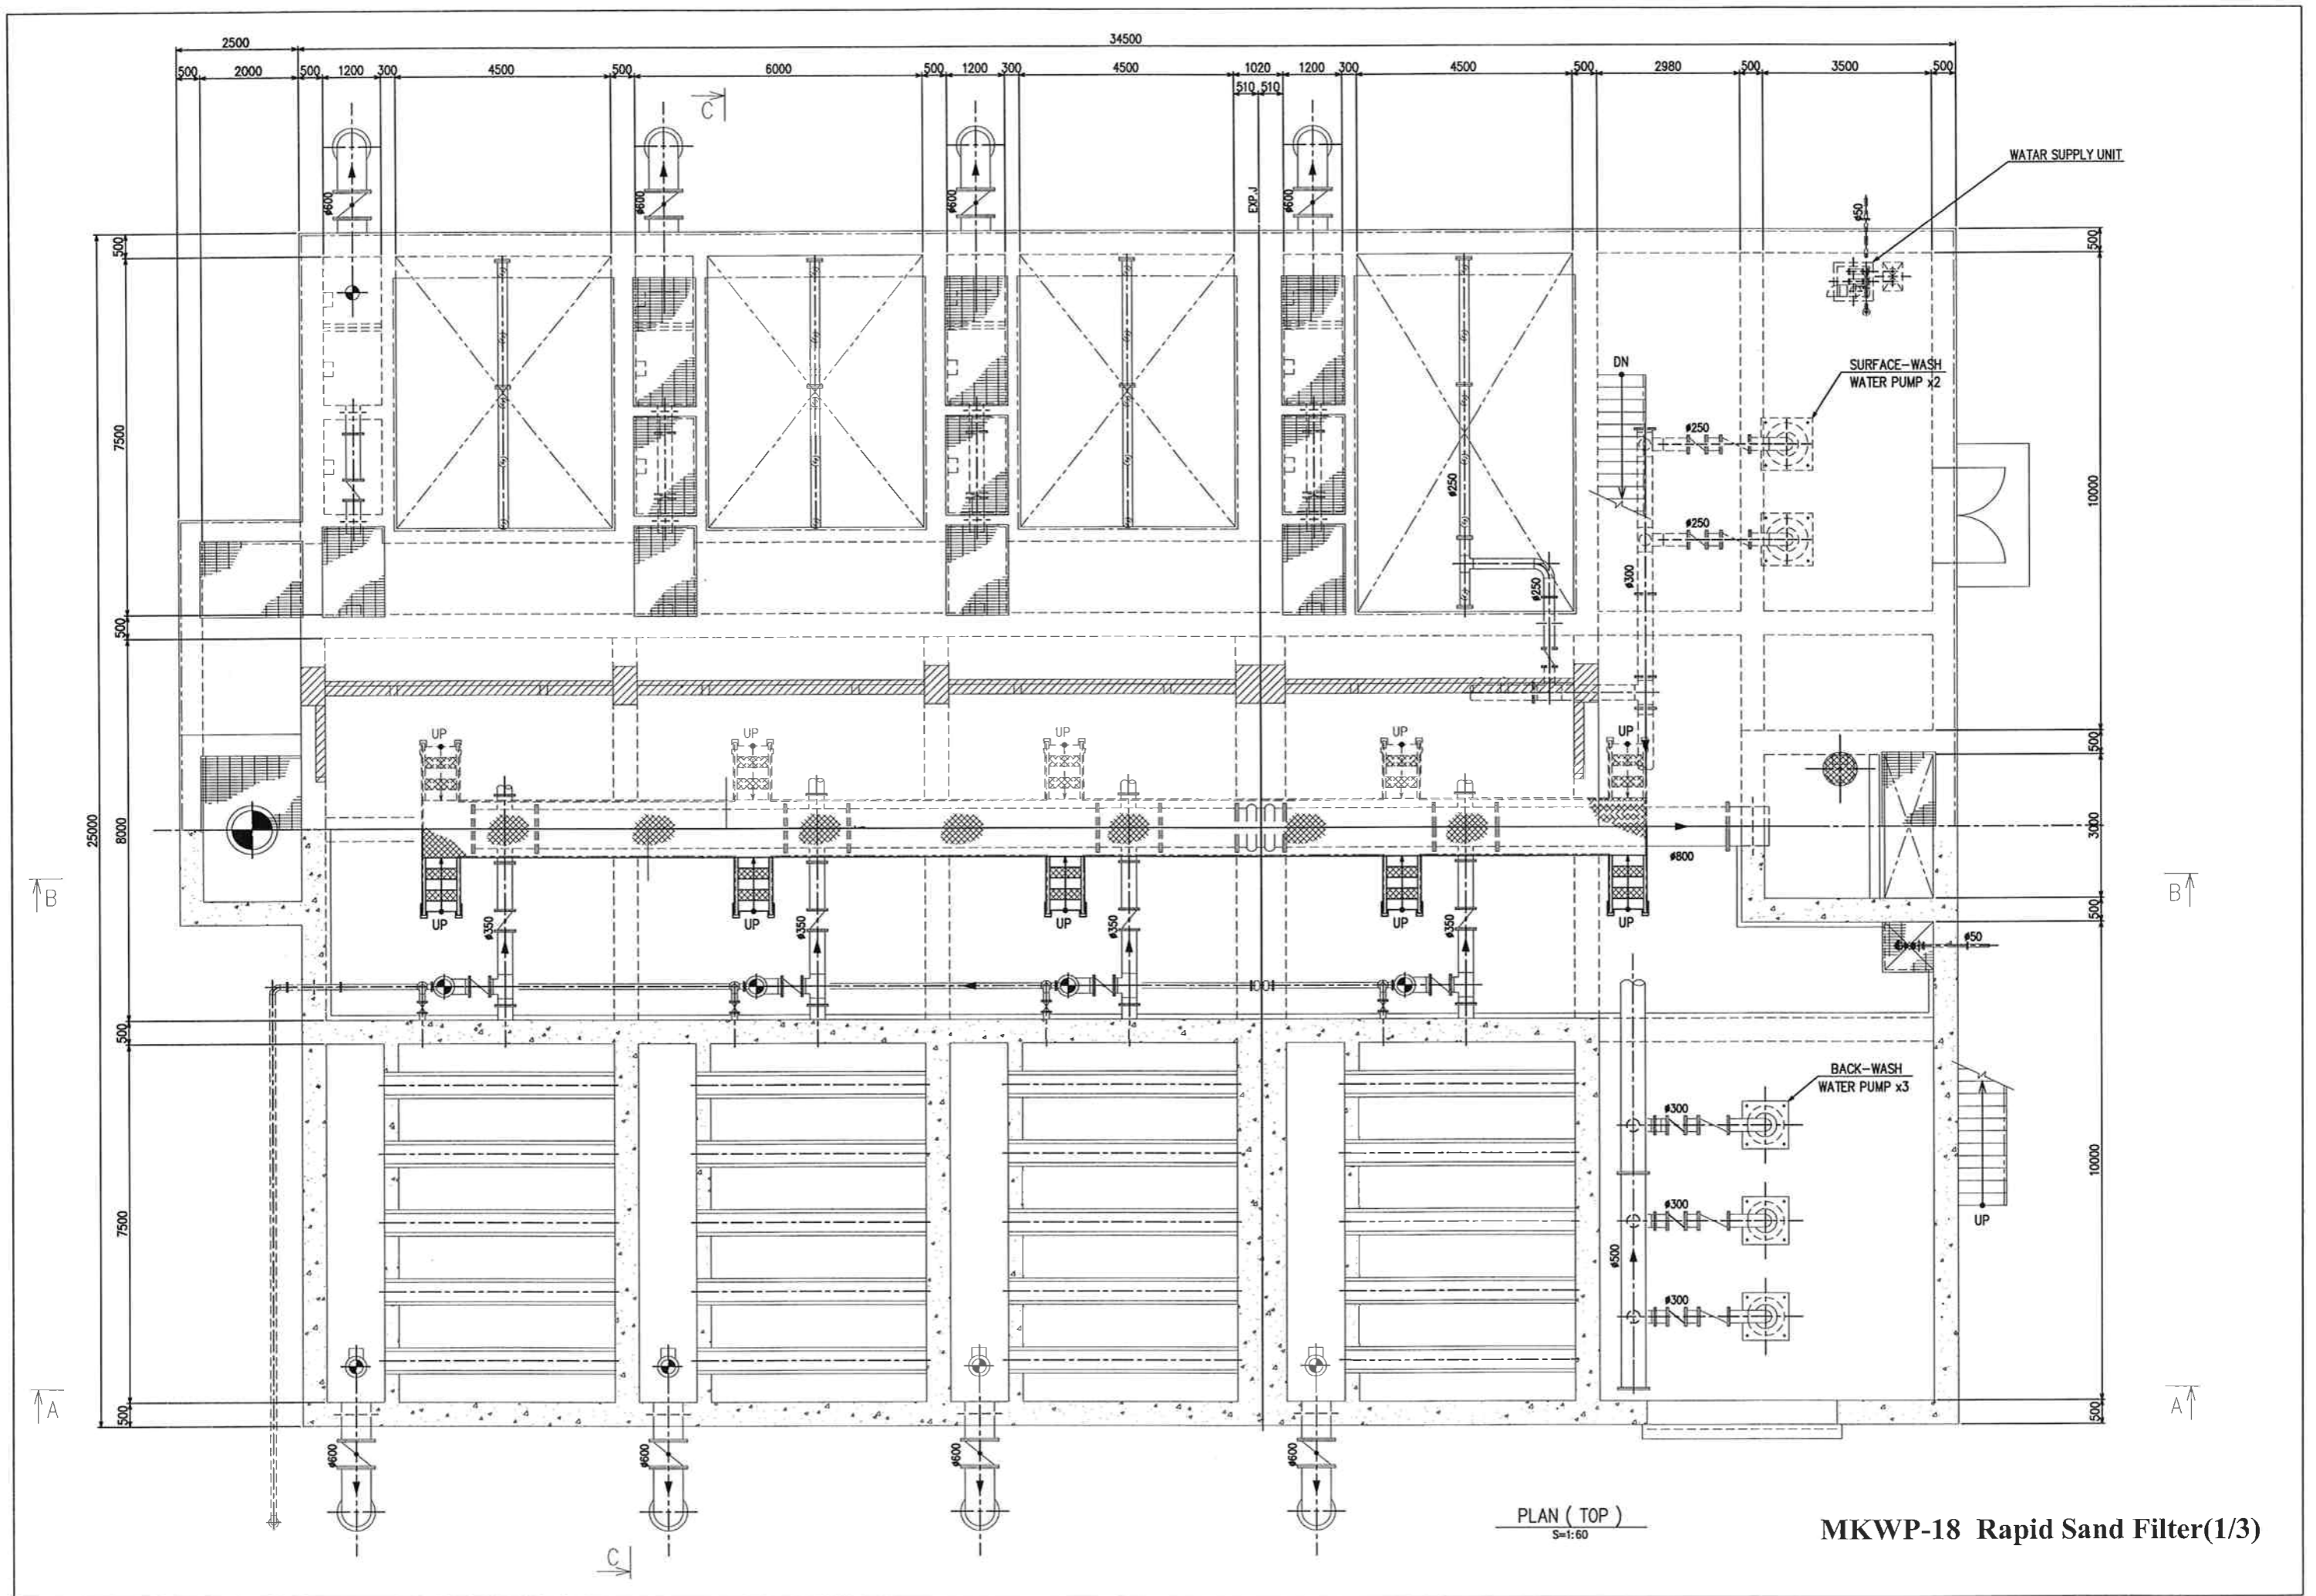 2500
34500
500 2000 500 1200 300 4500 500 6000 500 1200 300 4500 1020 1200 300 4500 500 2980 500 3500 500
510 510
C
WATAR SUPPLY UNIT
ø600
ø600
ø600
EXP.J
ø600
ø50
500
500
DN
SURFACE-WASH
WATER PUMP x2
ø250
7500
ø250
10000
ø250
ø250
ø300
500
UP
UP
UP
UP
UP
500
25000
8000
3000
ø800
B
B
UP
UP
UP
UP
UP
ø350
ø350
ø350
ø350
500
ø50
500
BACK-WASH
WATER PUMP x3
ø300
10000
7500
ø300
UP
ø500
ø300
A
A
500
500
ø600
ø600
ø600
ø600
PLAN ( TOP )
S=1:60
MKWP-18 Rapid Sand Filter(1/3)
C